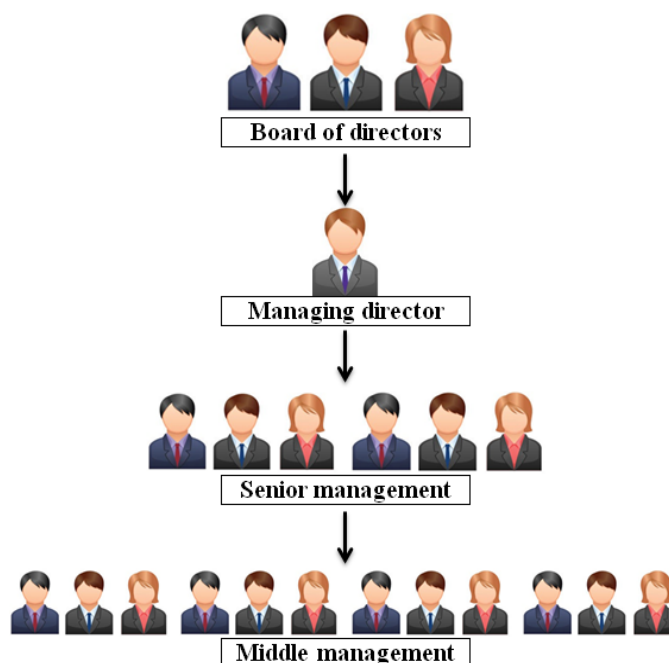 Board of directors
Managing director
Senior management
Middle management